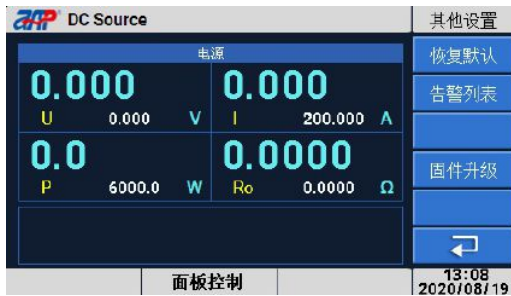 ZAP DC Source
其他设置
电源
恢复默认
0.000
0.000
U 0.000 V
I 200.000 A
告警列表
0.0
0.0000
P 6000.0 W
Ro 0.0000 Ω
固件升级
面板控制
13:08
2020/08/19